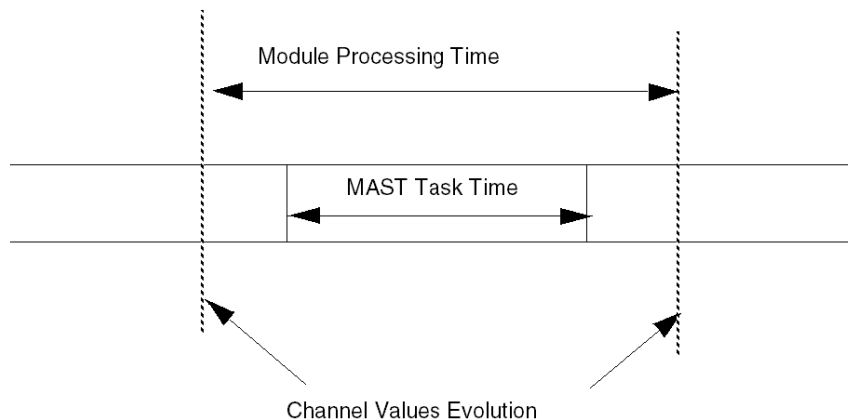 Module Processing Time
MAST Task Time
Channel Values Evolution